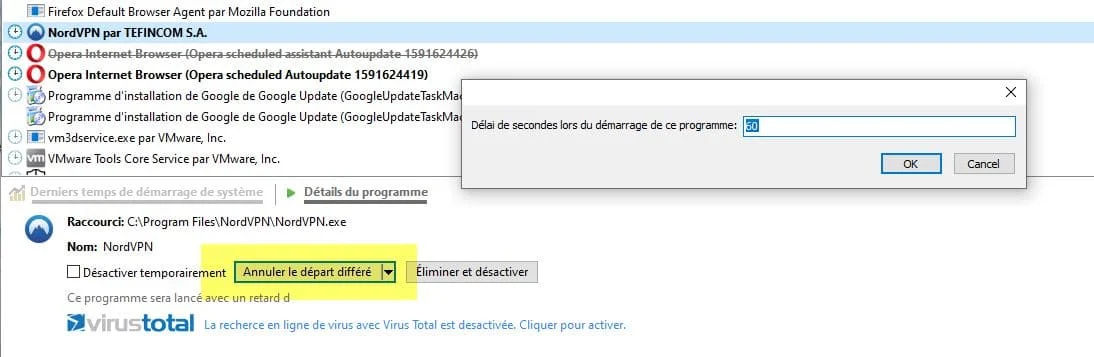 Firefox Default Browser Agent par Mozilla Foundation
NordVPN par TEFINCOM S.A.
Opera Internet Browser (Opera scheduled assistant Autoupdate 1591624426)
Opera Internet Browser (Opera scheduled Autoupdate 1591624419)
Programme d'installation de Google de Google Update (GoogleUpdateTaskMac
Programme d'installation de Google de Google Update (GoogleUpdateTaskMac
vm3dservice.exe par VMware, Inc.
vm VMware Tools Core Service par VMware, Inc.
Délai de secondes lors du démarrage de ce programme: 60
OK Cancel
Derniers temps de démarrage de système Détails du programme
Raccourci: C:\Program Files\NordVPN\NordVPN.exe
Nom: NordVPN
Désactiver temporairement Annuler le départ différé Éliminer et désactiver
Ce programme sera lancé avec un retard d
virustotal La recherce en ligne de virus avec Virus Total est desactivée. Cliquer pour activer.